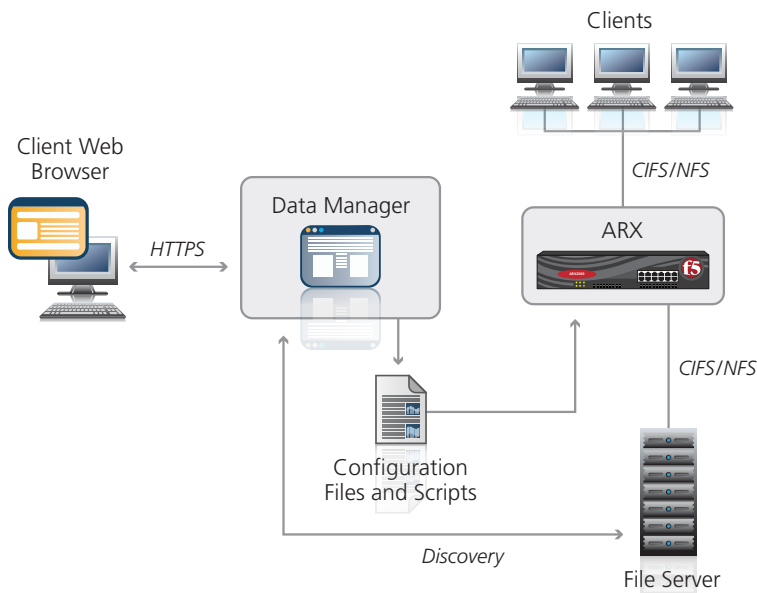 Clients
Client Web
Browser
CIFS/NFS
Data Manager
ARX
HTTPS
ARX2000
f5
CIFS/NFS
Configuration
Files and Scripts
Discovery
File Server